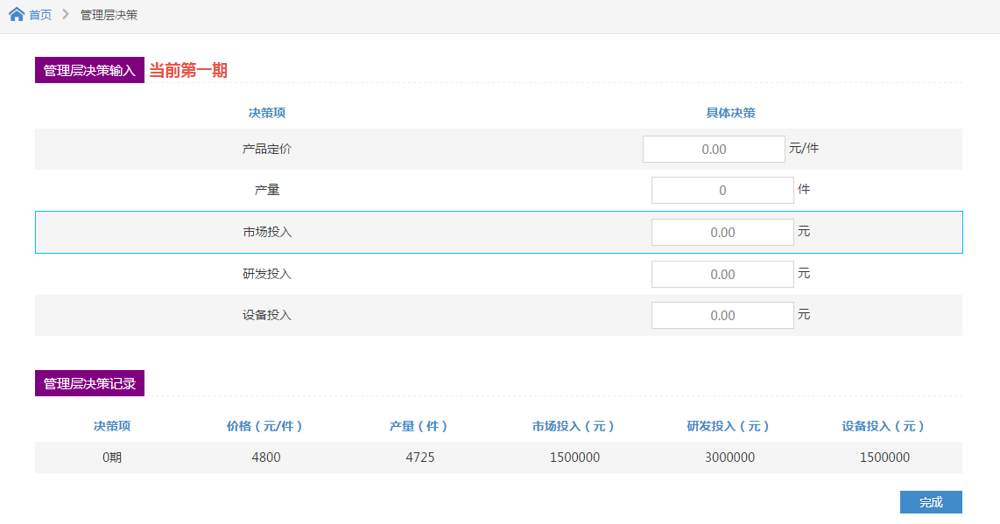 首页 管理层决策
管理层决策输入 当前第一期
决策项 具体决策
产品定价 0.00 元/件
产量 0 件
市场投入 0.00 元
研发投入 0.00 元
设备投入 0.00 元
管理层决策记录
决策项 价格（元/件） 产量（件） 市场投入（元） 研发投入（元） 设备投入（元）
0期 4800 4725 1500000 3000000 1500000
完成